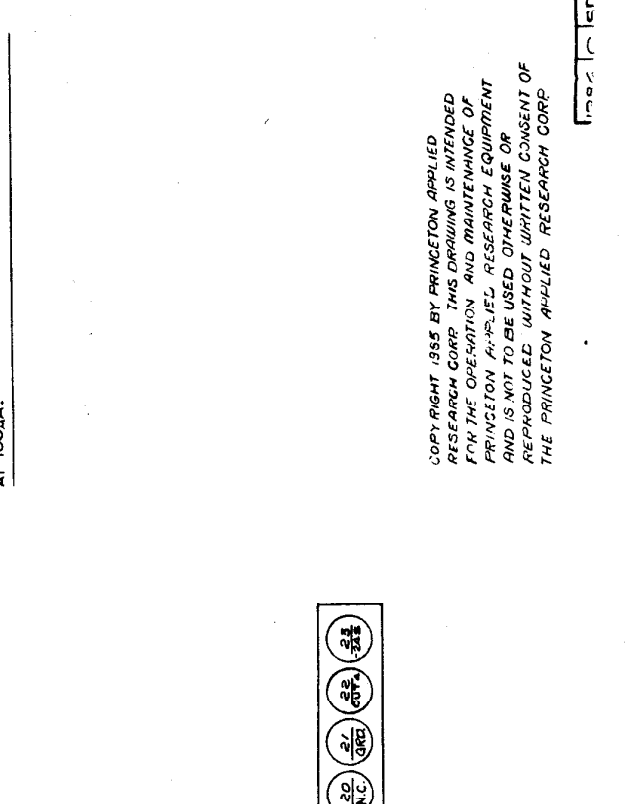 COPYRIGHT 1965 BY PRINCETON APPLIED
RESEARCH CORP. THIS DRAWING IS INTENDED
FOR THE OPERATION AND MAINTENANCE OF
PRINCETON APPLIED RESEARCH EQUIPMENT
AND IS NOT TO BE USED OTHERWISE OR
REPRODUCED WITHOUT WRITTEN CONSENT OF
THE PRINCETON APPLIED RESEARCH CORP.
20 N.C.
21 GRD
22
23